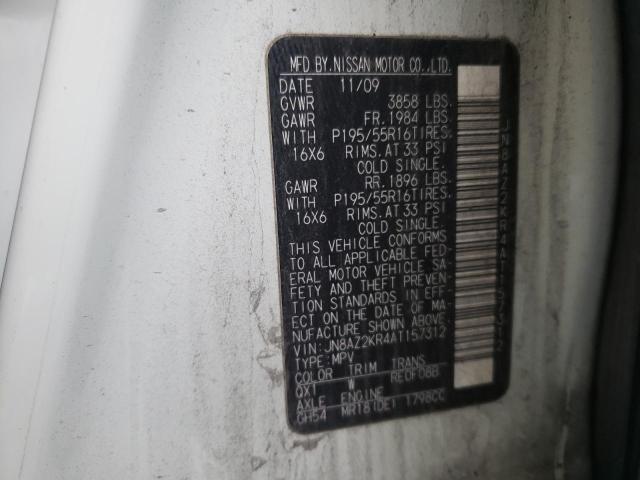 MFD BY.NISSAN MOTOR CO.,LTD.
DATE 11/09
GVWR 3858 LBS.
GAWR FR.1984 LBS.
WITH P195/55R16TIRES.
16X6 RIMS.AT 33 PSI
COLD SINGLE.
GAWR RR.1896 LBS.
WITH P195/55R16TIRES.
16X6 RIMS.AT 33 PSI
COLD SINGLE.
THIS VEHICLE CONFORMS
TO ALL APPLICABLE FED-
ERAL MOTOR VEHICLE SA-
FETY AND THEFT PREVEN-
TION STANDARDS IN EFF-
ECT ON THE DATE OF MA-
NUFACTURE SHOWN ABOVE.
VIN:JN8AZ2KR4AT157312
TYPE:MPV
COLOR TRIM TRANS
QX1 W RE0F08B
AXLE ENGINE
GH54 MR18(DE) 1798CC
JN8AZ2KR4AT157312